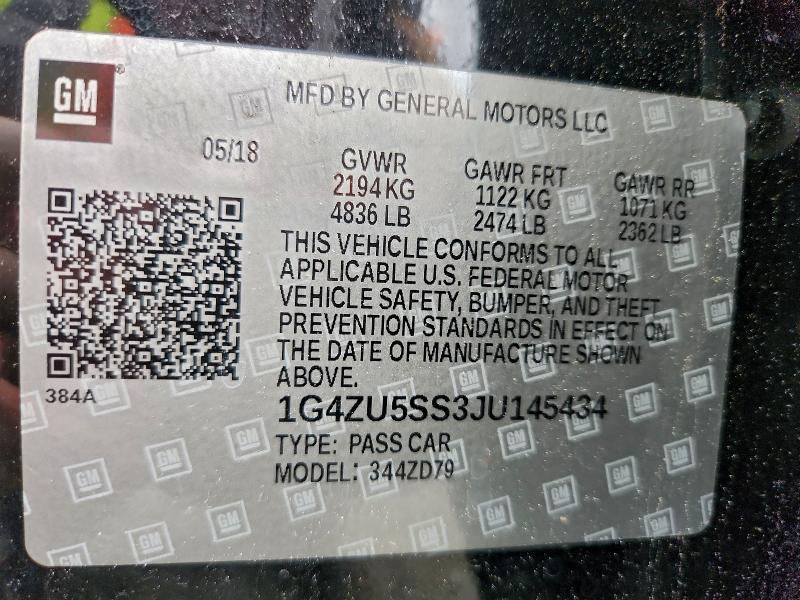 GM
MFD BY GENERAL MOTORS LLC
05/18
GVWR
2194 KG
4836 LB
GAWR FRT
1122 KG
2474 LB
GAWR RR
1071 KG
2362 LB
THIS VEHICLE CONFORMS TO ALL
APPLICABLE U.S. FEDERAL MOTOR
VEHICLE SAFETY, BUMPER, AND THEFT
PREVENTION STANDARDS IN EFFECT ON
THE DATE OF MANUFACTURE SHOWN
ABOVE.
384A
1G4ZU5SS3JU145434
TYPE: PASS CAR
MODEL: 344ZD79